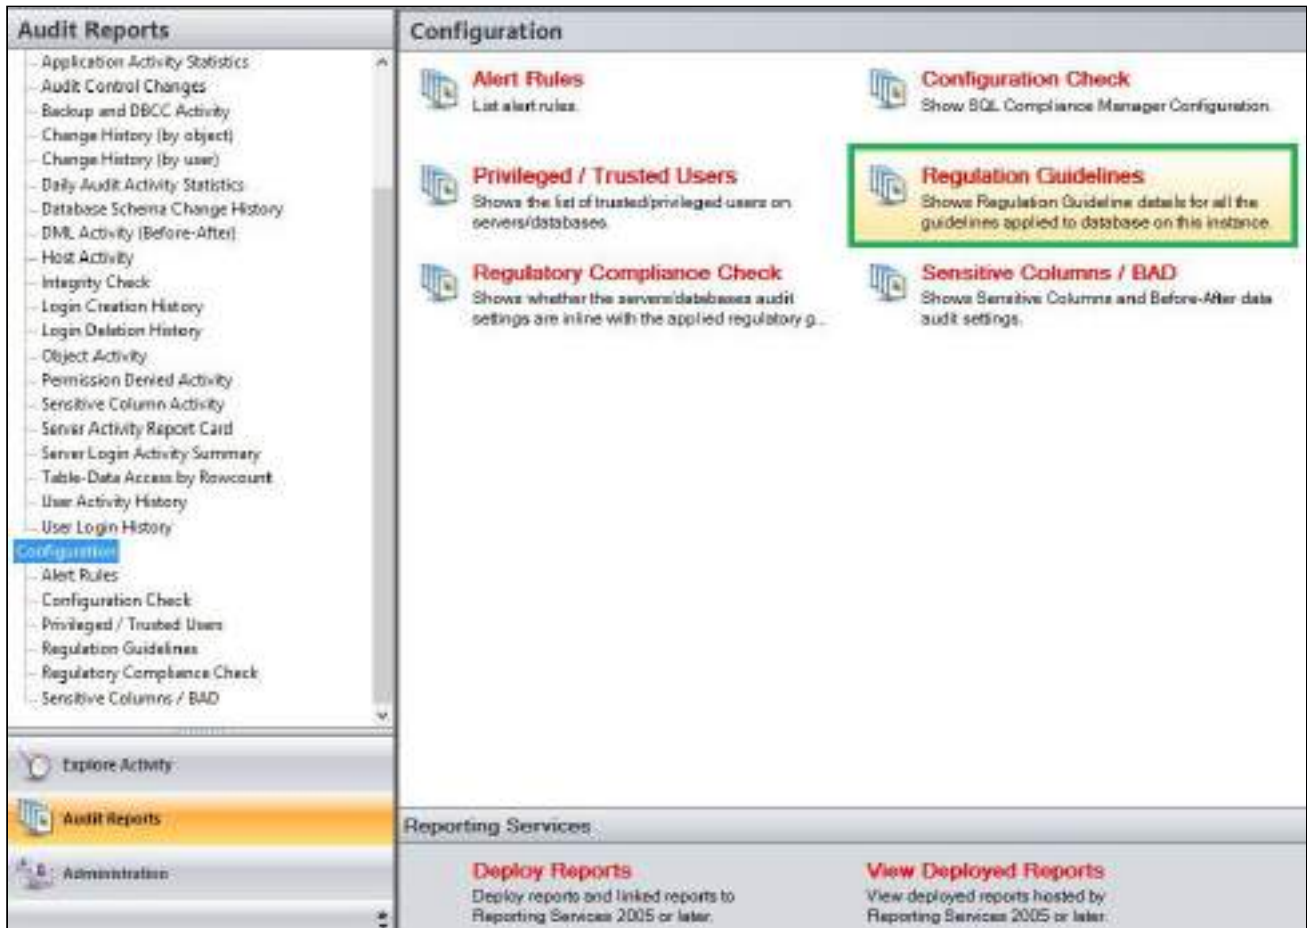 Audit Reports
Application Activity Statistics
Audit Control Changes
Backup and DBCC Activity
Change History (by object)
Change History (by user)
Daily Audit Activity Statistics
Database Schema Change History
DML Activity (Before-After)
Host Activity
Integrity Check
Login Creation History
Login Deletion History
Object Activity
Permission Denied Activity
Sensitive Column Activity
Server Activity Report Card
Server Login Activity Summary
Table-Data Access by Rowcount
User Activity History
User Login History
Configuration
Alert Rules
Configuration Check
Privileged / Trusted Users
Regulation Guidelines
Regulatory Compliance Check
Sensitive Columns / BAD
Explore Activity
Audit Reports
Administration
Configuration
Alert Rules
List alert rules.
Configuration Check
Show SQL Compliance Manager Configuration.
Privileged / Trusted Users
Shows the list of trusted/privileged users on
servers/databases.
Regulation Guidelines
Shows Regulation Guideline details for all the
guidelines applied to database on this instance.
Regulatory Compliance Check
Shows whether the servers/databases audit
settings are inline with the applied regulatory g...
Sensitive Columns / BAD
Shows Sensitive Columns and Before-After data
audit settings.
Reporting Services
Deploy Reports
Deploy reports and linked reports to
Reporting Services 2005 or later.
View Deployed Reports
View deployed reports hosted by
Reporting Services 2005 or later.